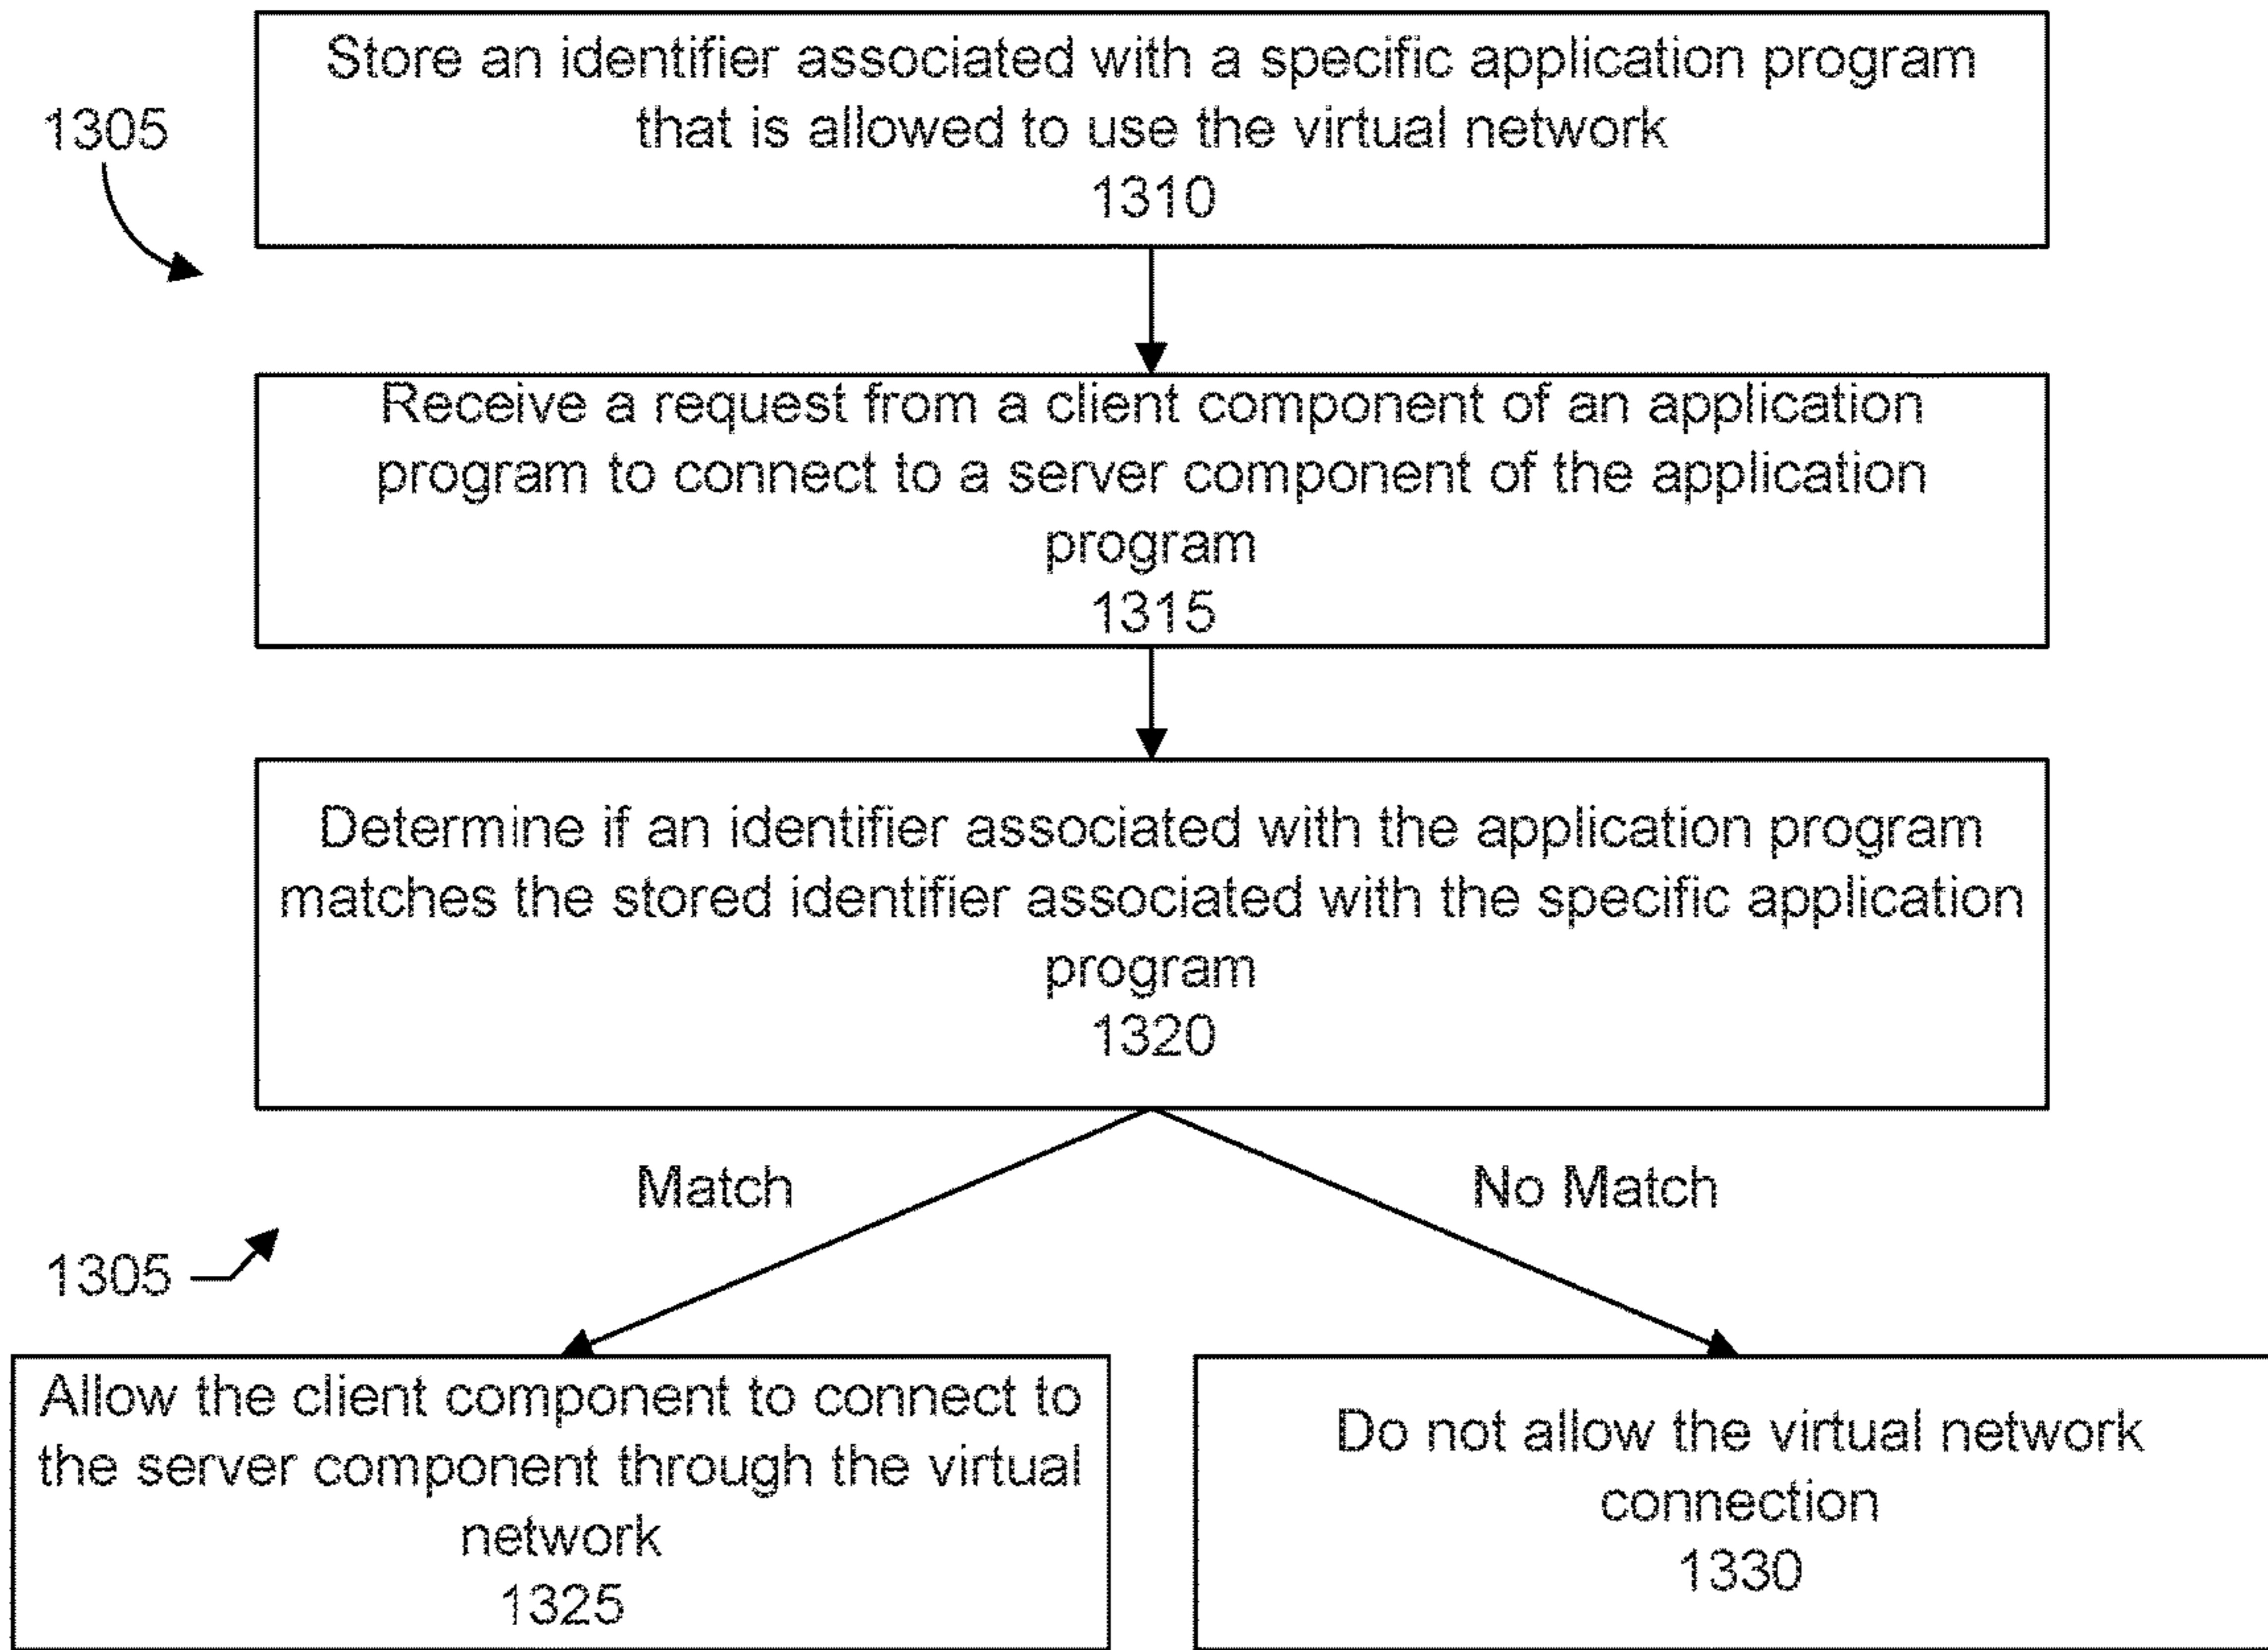 Store an identifier associated with a specific application program
that is allowed to use the virtual network
1310
1305
Receive a request from a client component of an application
program to connect to a server component of the application
program
1315
Determine if an identifier associated with the application program
matches the stored identifier associated with the specific application
program
1320
Match
No Match
1305
Allow the client component to connect to
the server component through the virtual
network
1325
Do not allow the virtual network
connection
1330